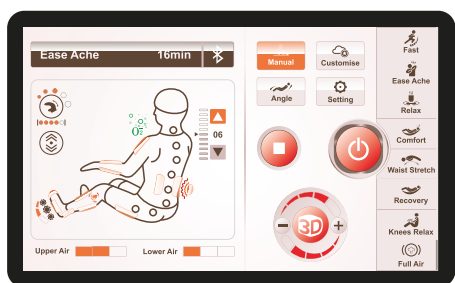 Ease Ache 16min
O₂
06
Upper Air Lower Air
Manual Customise
Angle Setting
3D
Fast
Ease Ache
Relax
Comfort
Waist Stretch
Recovery
Knees Relax
Full Air